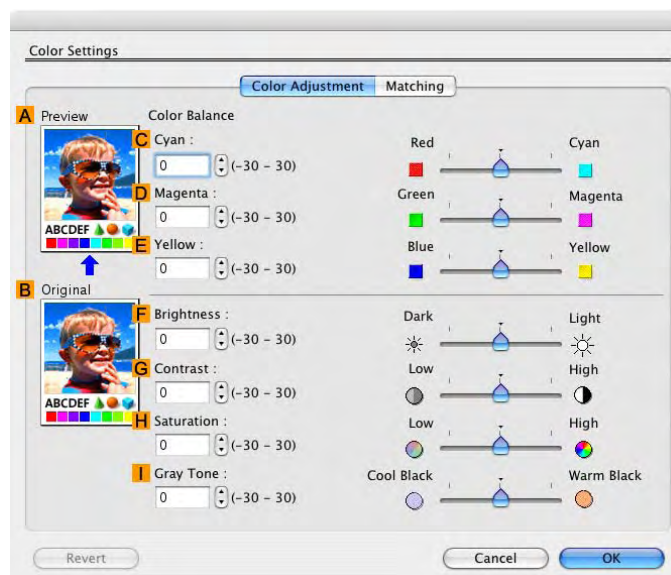 Color Settings
Color Adjustment Matching
A Preview
Color Balance
C Cyan :
0 (-30 – 30)
Red Cyan
D Magenta :
0 (-30 – 30)
Green Magenta
E Yellow :
0 (-30 – 30)
Blue Yellow
ABCDEF
B Original
F Brightness :
0 (-30 – 30)
Dark Light
G Contrast :
0 (-30 – 30)
Low High
ABCDEF
H Saturation :
0 (-30 – 30)
Low High
I Gray Tone :
0 (-30 – 30)
Cool Black Warm Black
Revert Cancel OK